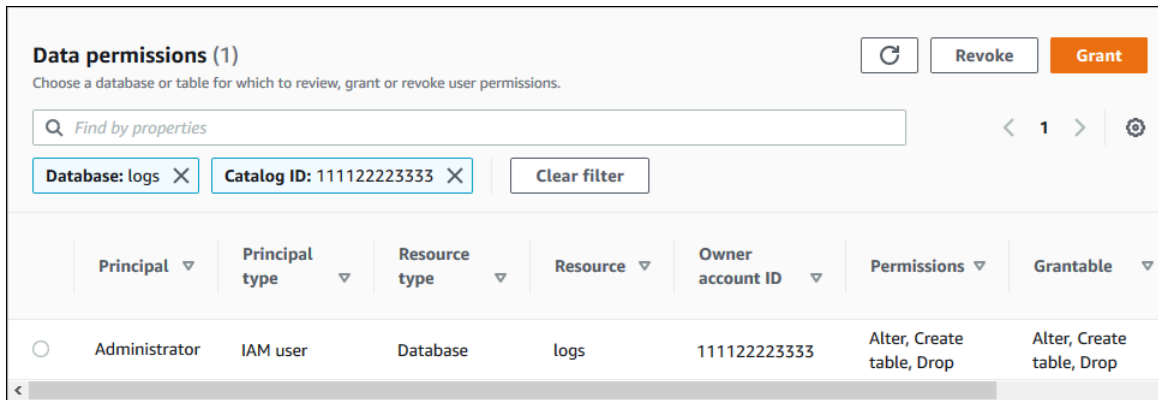 Data permissions (1)
Revoke
Grant
Choose a database or table for which to review, grant or revoke user permissions.
Find by properties
1
Database: logs
Catalog ID: 111122223333
Clear filter
Principal
Principal type
Resource type
Resource
Owner account ID
Permissions
Grantable
Administrator
IAM user
Database
logs
111122223333
Alter, Create
table, Drop
Alter, Create
table, Drop